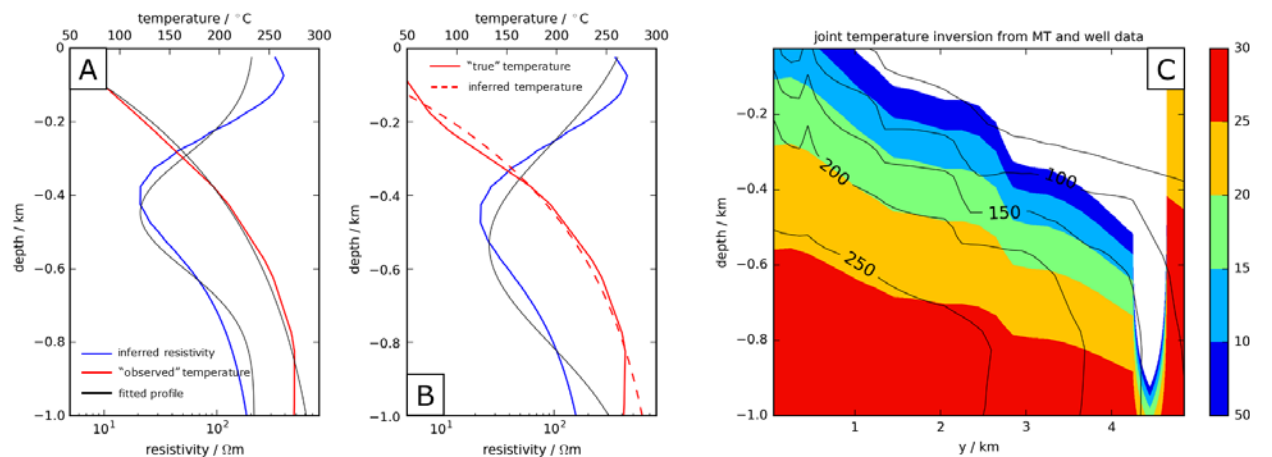 temperature / °C
50 100 150 200 250 300
A
0
−0.2
−0.4
−0.6
−0.8
−1.0
depth / km
inferred resistivity
"observed" temperature
fitted profile
10¹ 10²
resistivity / Ωm
temperature / °C
50 100 150 200 250 300
"true" temperature
inferred temperature
0
−0.2
−0.4
−0.6
−0.8
−1.0
depth / km
B
10¹ 10²
resistivity / Ωm
joint temperature inversion from MT and well data
C
−0.2
−0.4
−0.6
−0.8
−1.0
depth / km
100
150
200
250
1 2 3 4
y / km
30
25
20
15
10
50